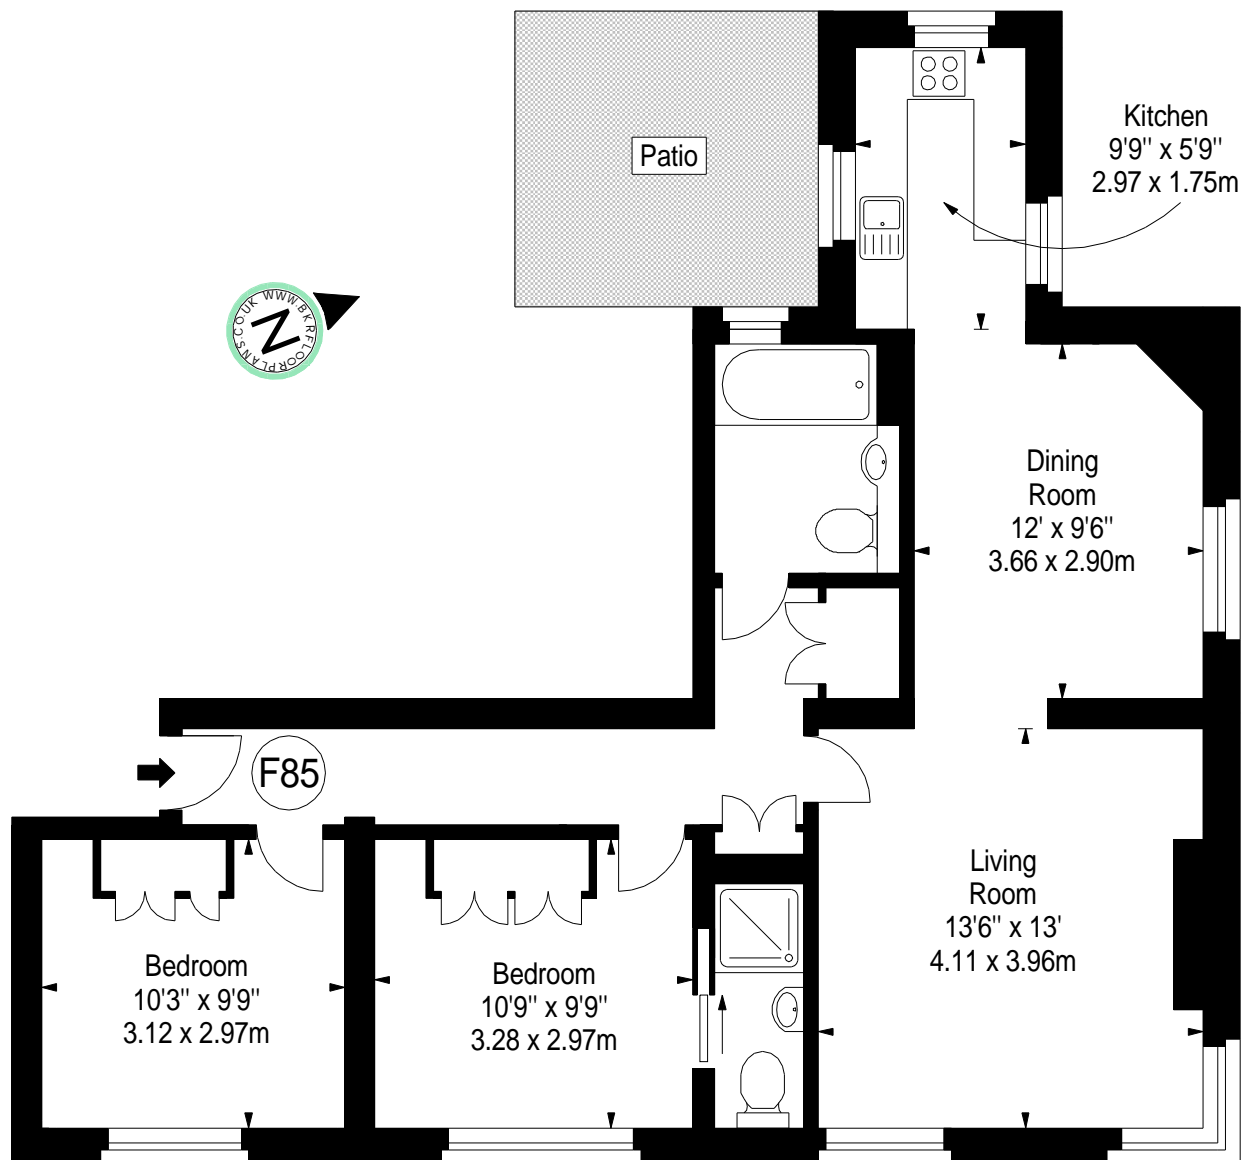 Patio
Kitchen
9'9" x 5'9"
2.97 x 1.75m
WWW.BKRFLOORPLANS.CO.UK
N
Dining
Room
12' x 9'6"
3.66 x 2.90m
F85
Living
Room
13'6" x 13'
4.11 x 3.96m
Bedroom
10'3" x 9'9"
3.12 x 2.97m
Bedroom
10'9" x 9'9"
3.28 x 2.97m